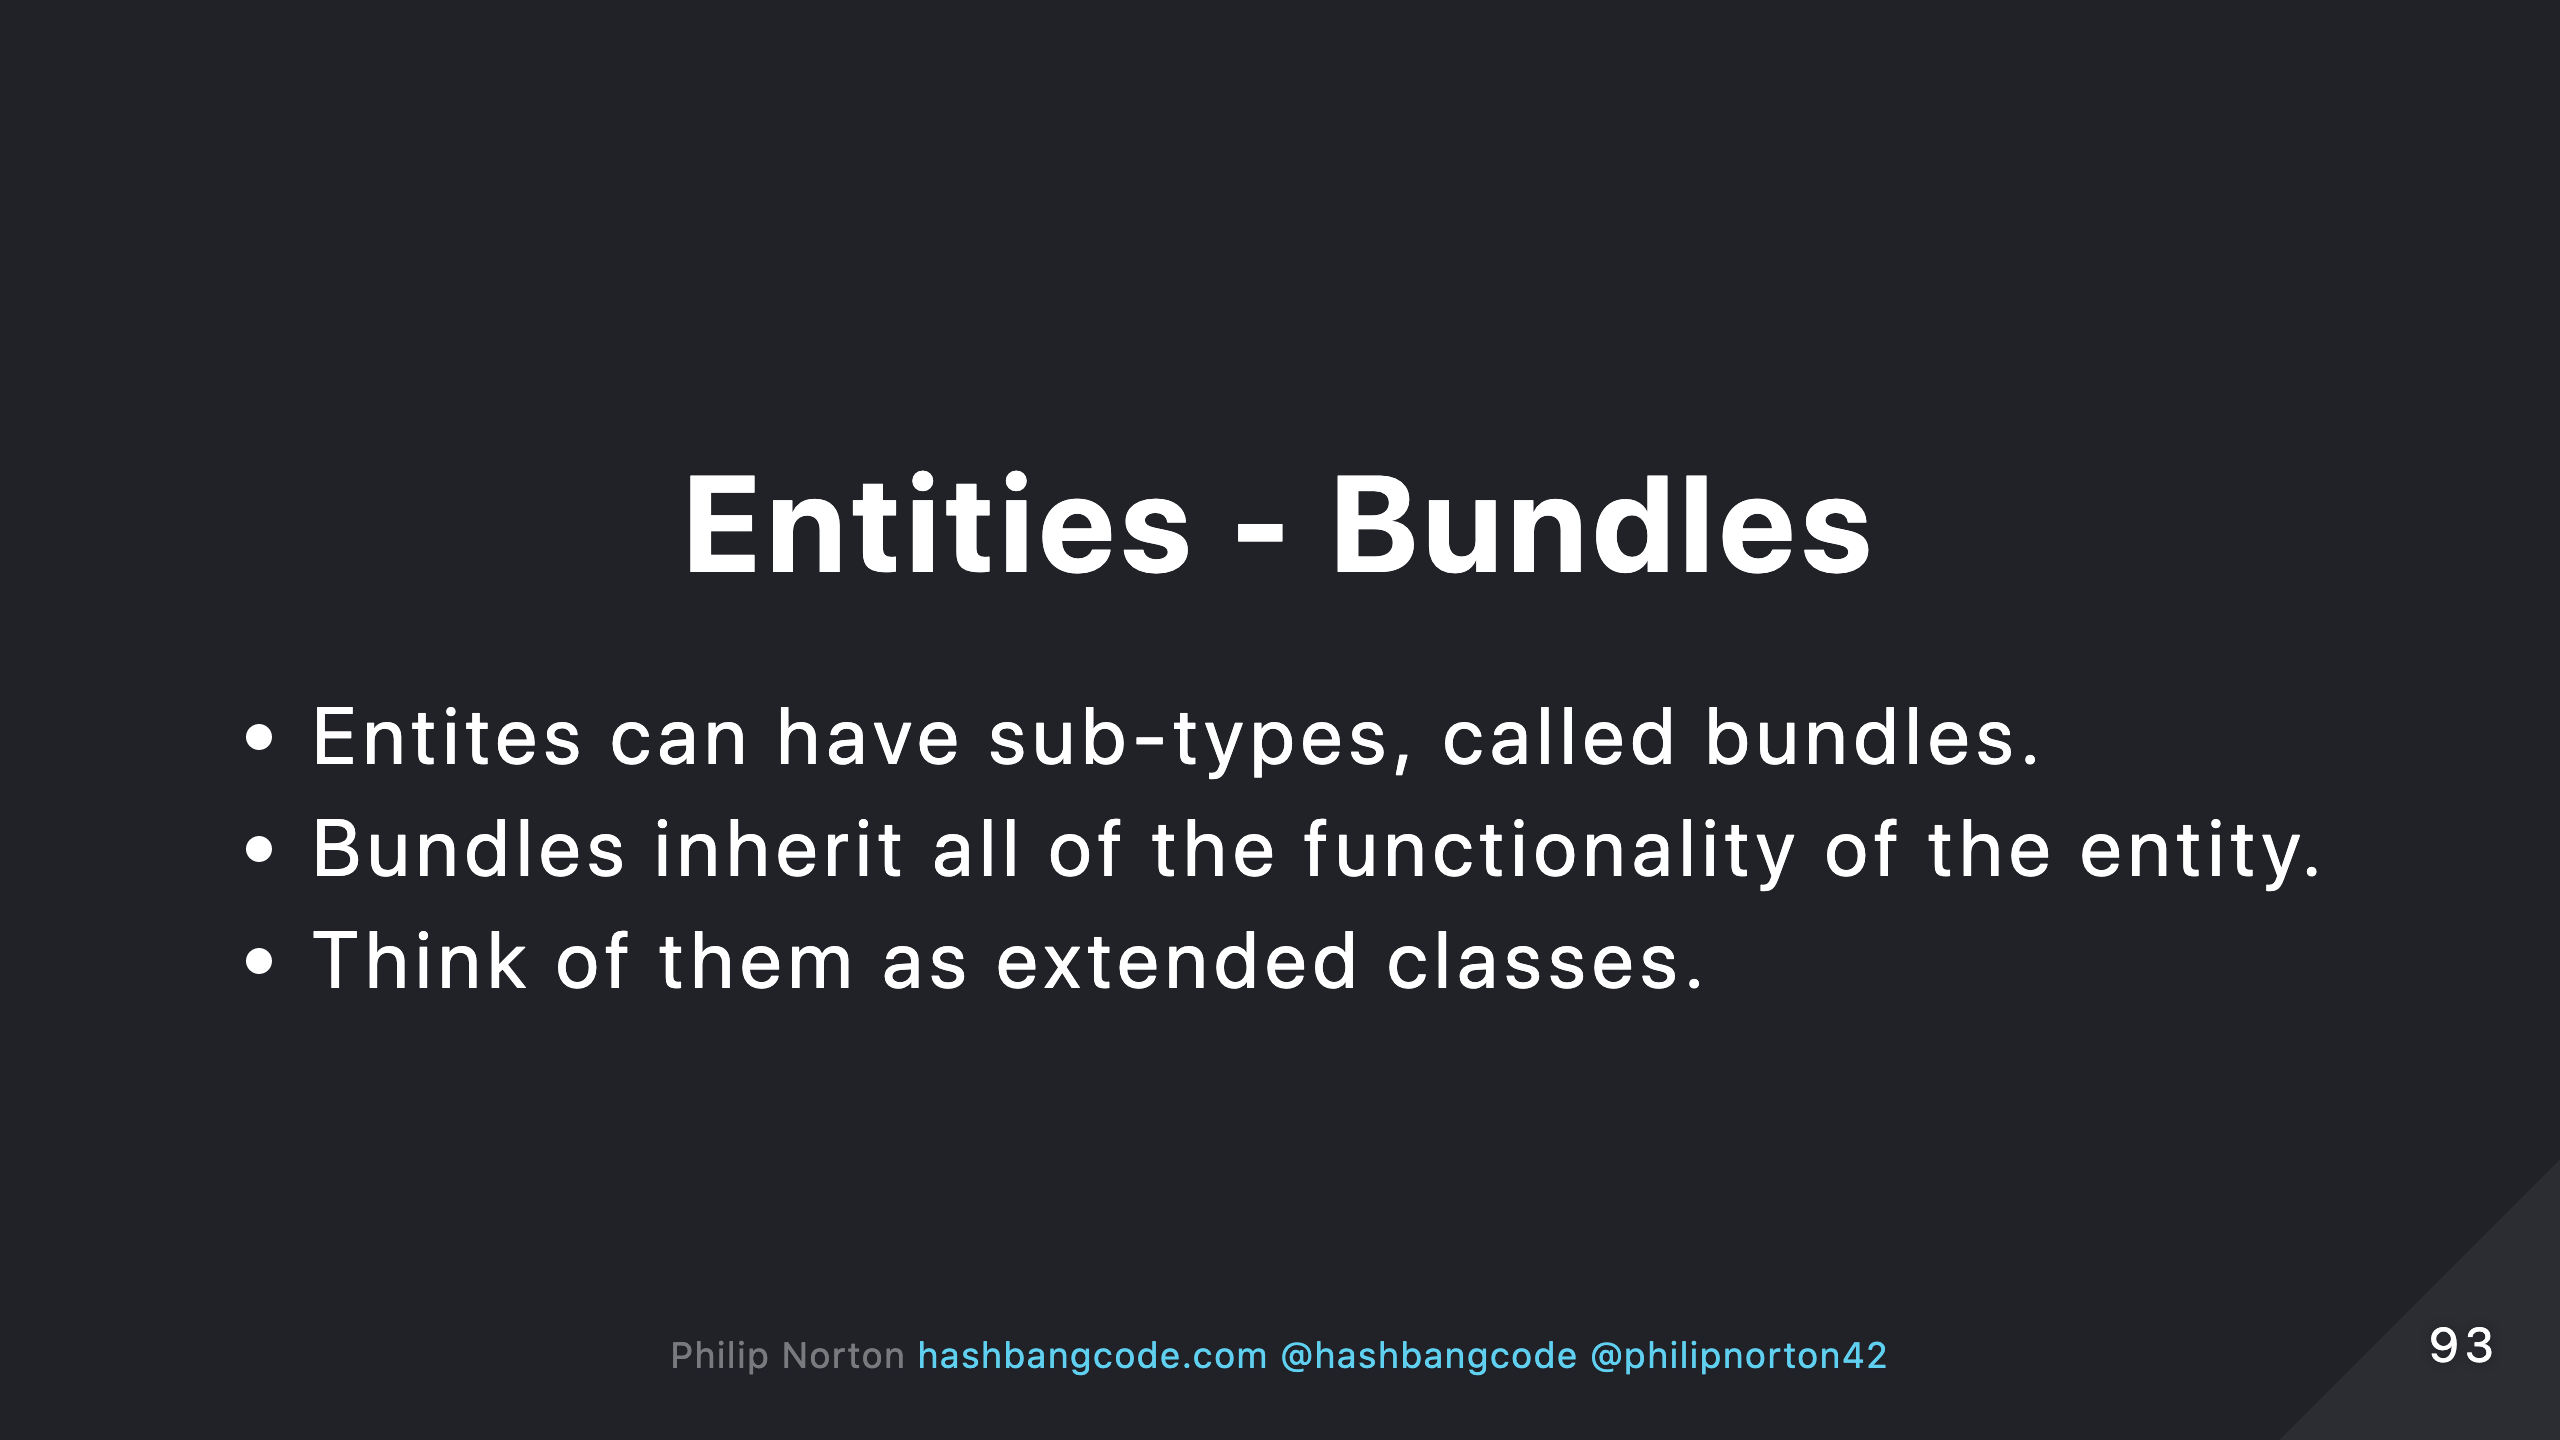 Entities - Bundles
• Entites can have sub-types, called bundles.
• Bundles inherit all of the functionality of the entity.
• Think of them as extended classes.
Philip Norton hashbangcode.com @hashbangcode @philipnorton42
93